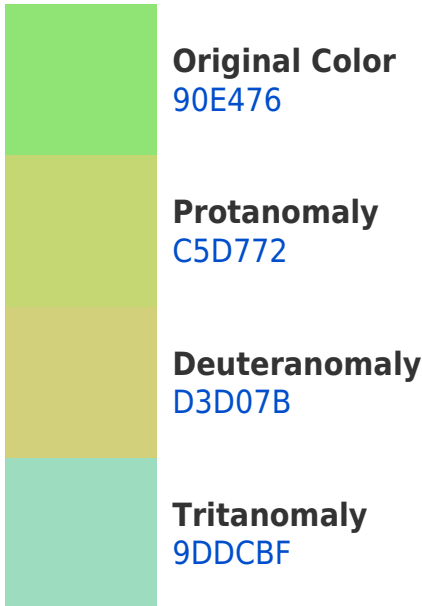 Original Color
90E476
Protanomaly
C5D772
Deuteranomaly
D3D07B
Tritanomaly
9DDCBF